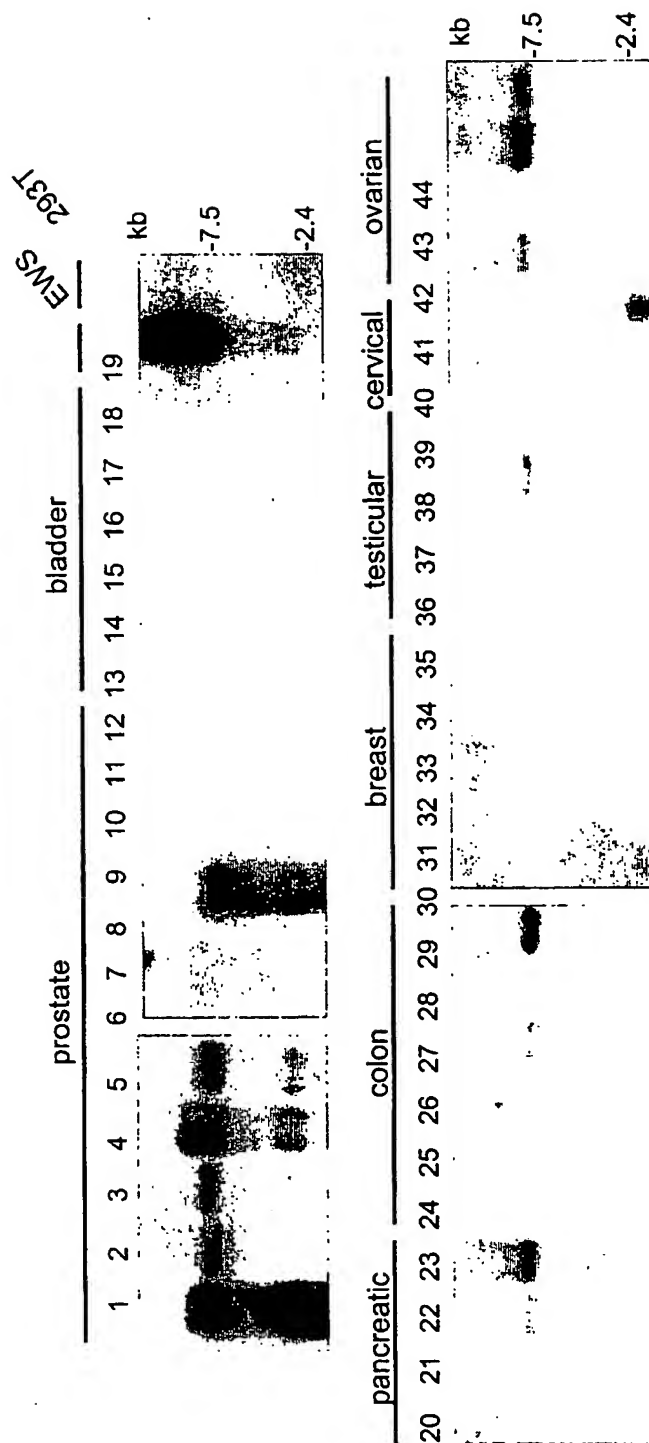 prostate bladder EWS 293T
1 2 3 4 5 6 7 8 9 10 11 12 13 14 15 16 17 18 19
kb
-7.5
-2.4
pancreatic colon breast testicular cervical ovarian
20 21 22 23 24 25 26 27 28 29 30 31 32 33 34 35 36 37 38 39 40 41 42 43 44
kb
-7.5
-2.4